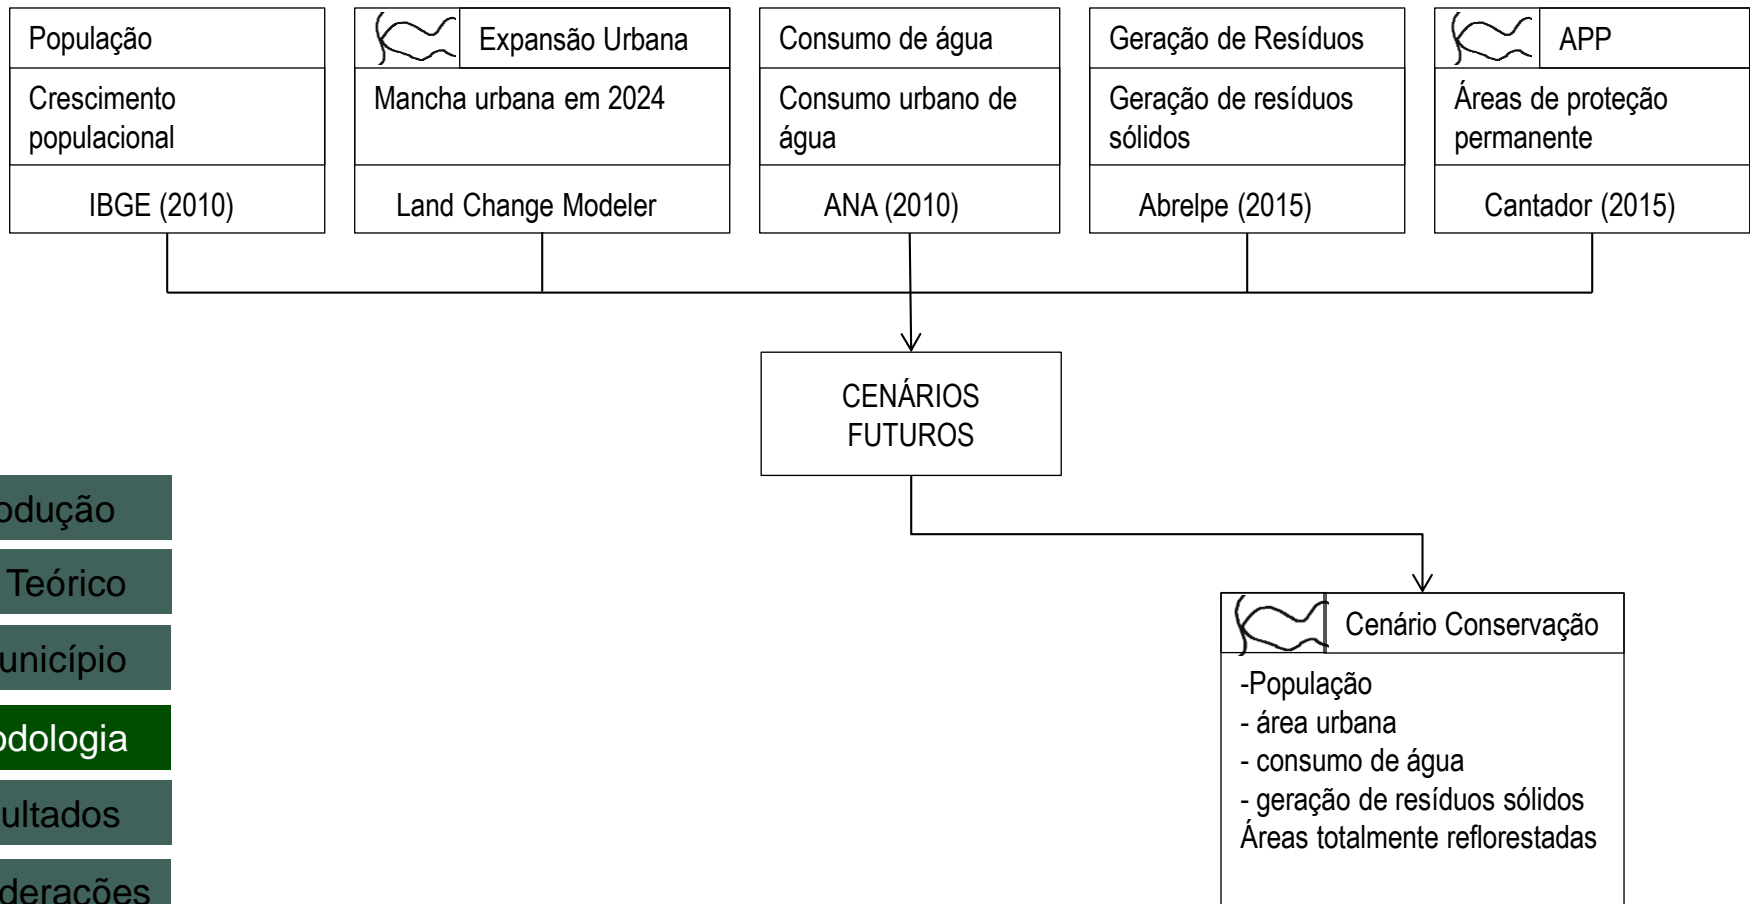 População
Crescimento
populacional
IBGE (2010)
Expansão Urbana
Mancha urbana em 2024
Land Change Modeler
Consumo de água
Consumo urbano de
água
ANA (2010)
Geração de Resíduos
Geração de resíduos
sólidos
Abrelpe (2015)
APP
Áreas de proteção
permanente
Cantador (2015)
CENÁRIOS
FUTUROS
Cenário Conservação
-População
- área urbana
- consumo de água
- geração de resíduos sólidos
Áreas totalmente reflorestadas
odução
Teórico
unicípio
odologia
ultados
derações